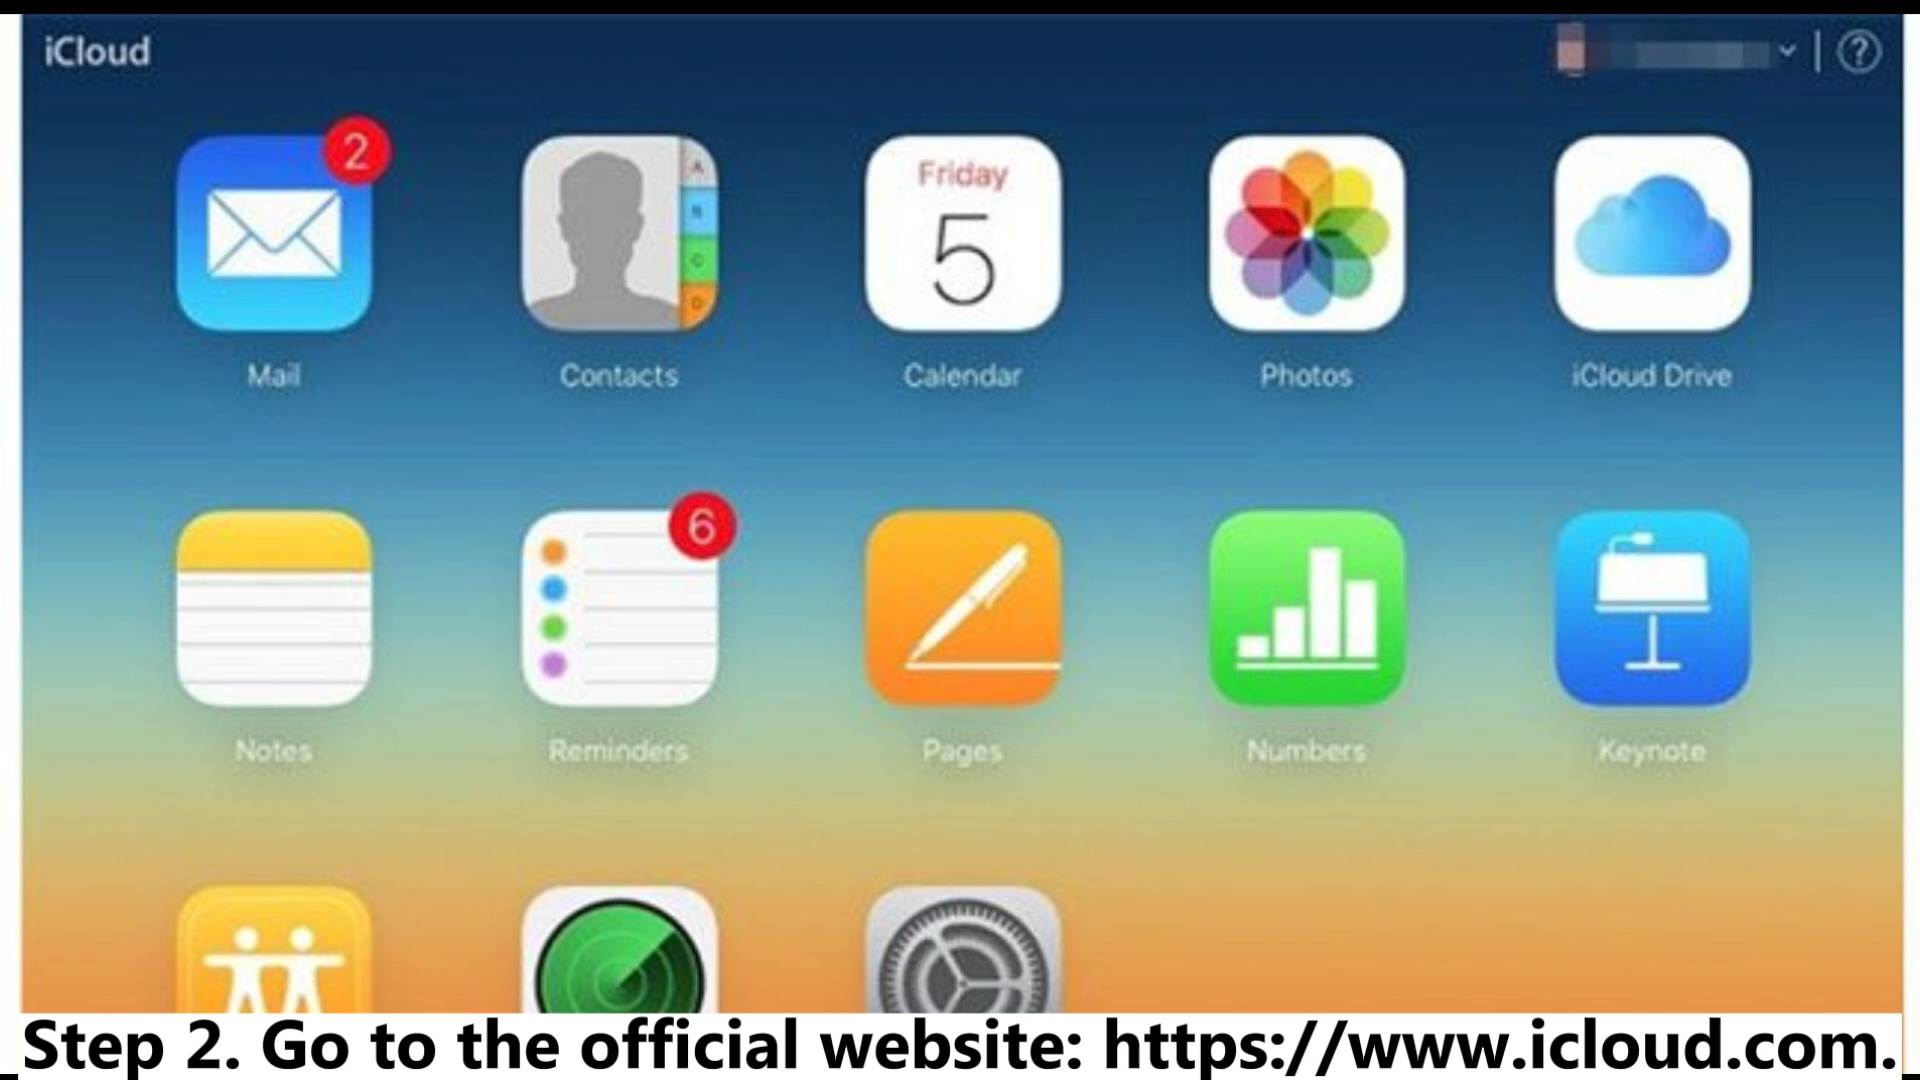 iCloud
?
2
A
B
C
D
Friday
5
Mail
Contacts
Calendar
Photos
iCloud Drive
6
Notes
Reminders
Pages
Numbers
Keynote
Step 2. Go to the official website: https://www.icloud.com.